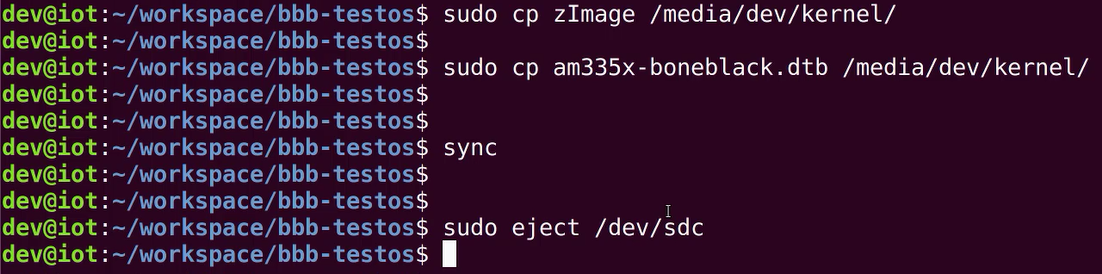 dev@iot:~/workspace/bbb-testos$ sudo cp zImage /media/dev/kernel/
dev@iot:~/workspace/bbb-testos$
dev@iot:~/workspace/bbb-testos$ sudo cp am335x-boneblack.dtb /media/dev/kernel/
dev@iot:~/workspace/bbb-testos$
dev@iot:~/workspace/bbb-testos$
dev@iot:~/workspace/bbb-testos$ sync
dev@iot:~/workspace/bbb-testos$
dev@iot:~/workspace/bbb-testos$
dev@iot:~/workspace/bbb-testos$ sudo eject /dev/sdc
dev@iot:~/workspace/bbb-testos$